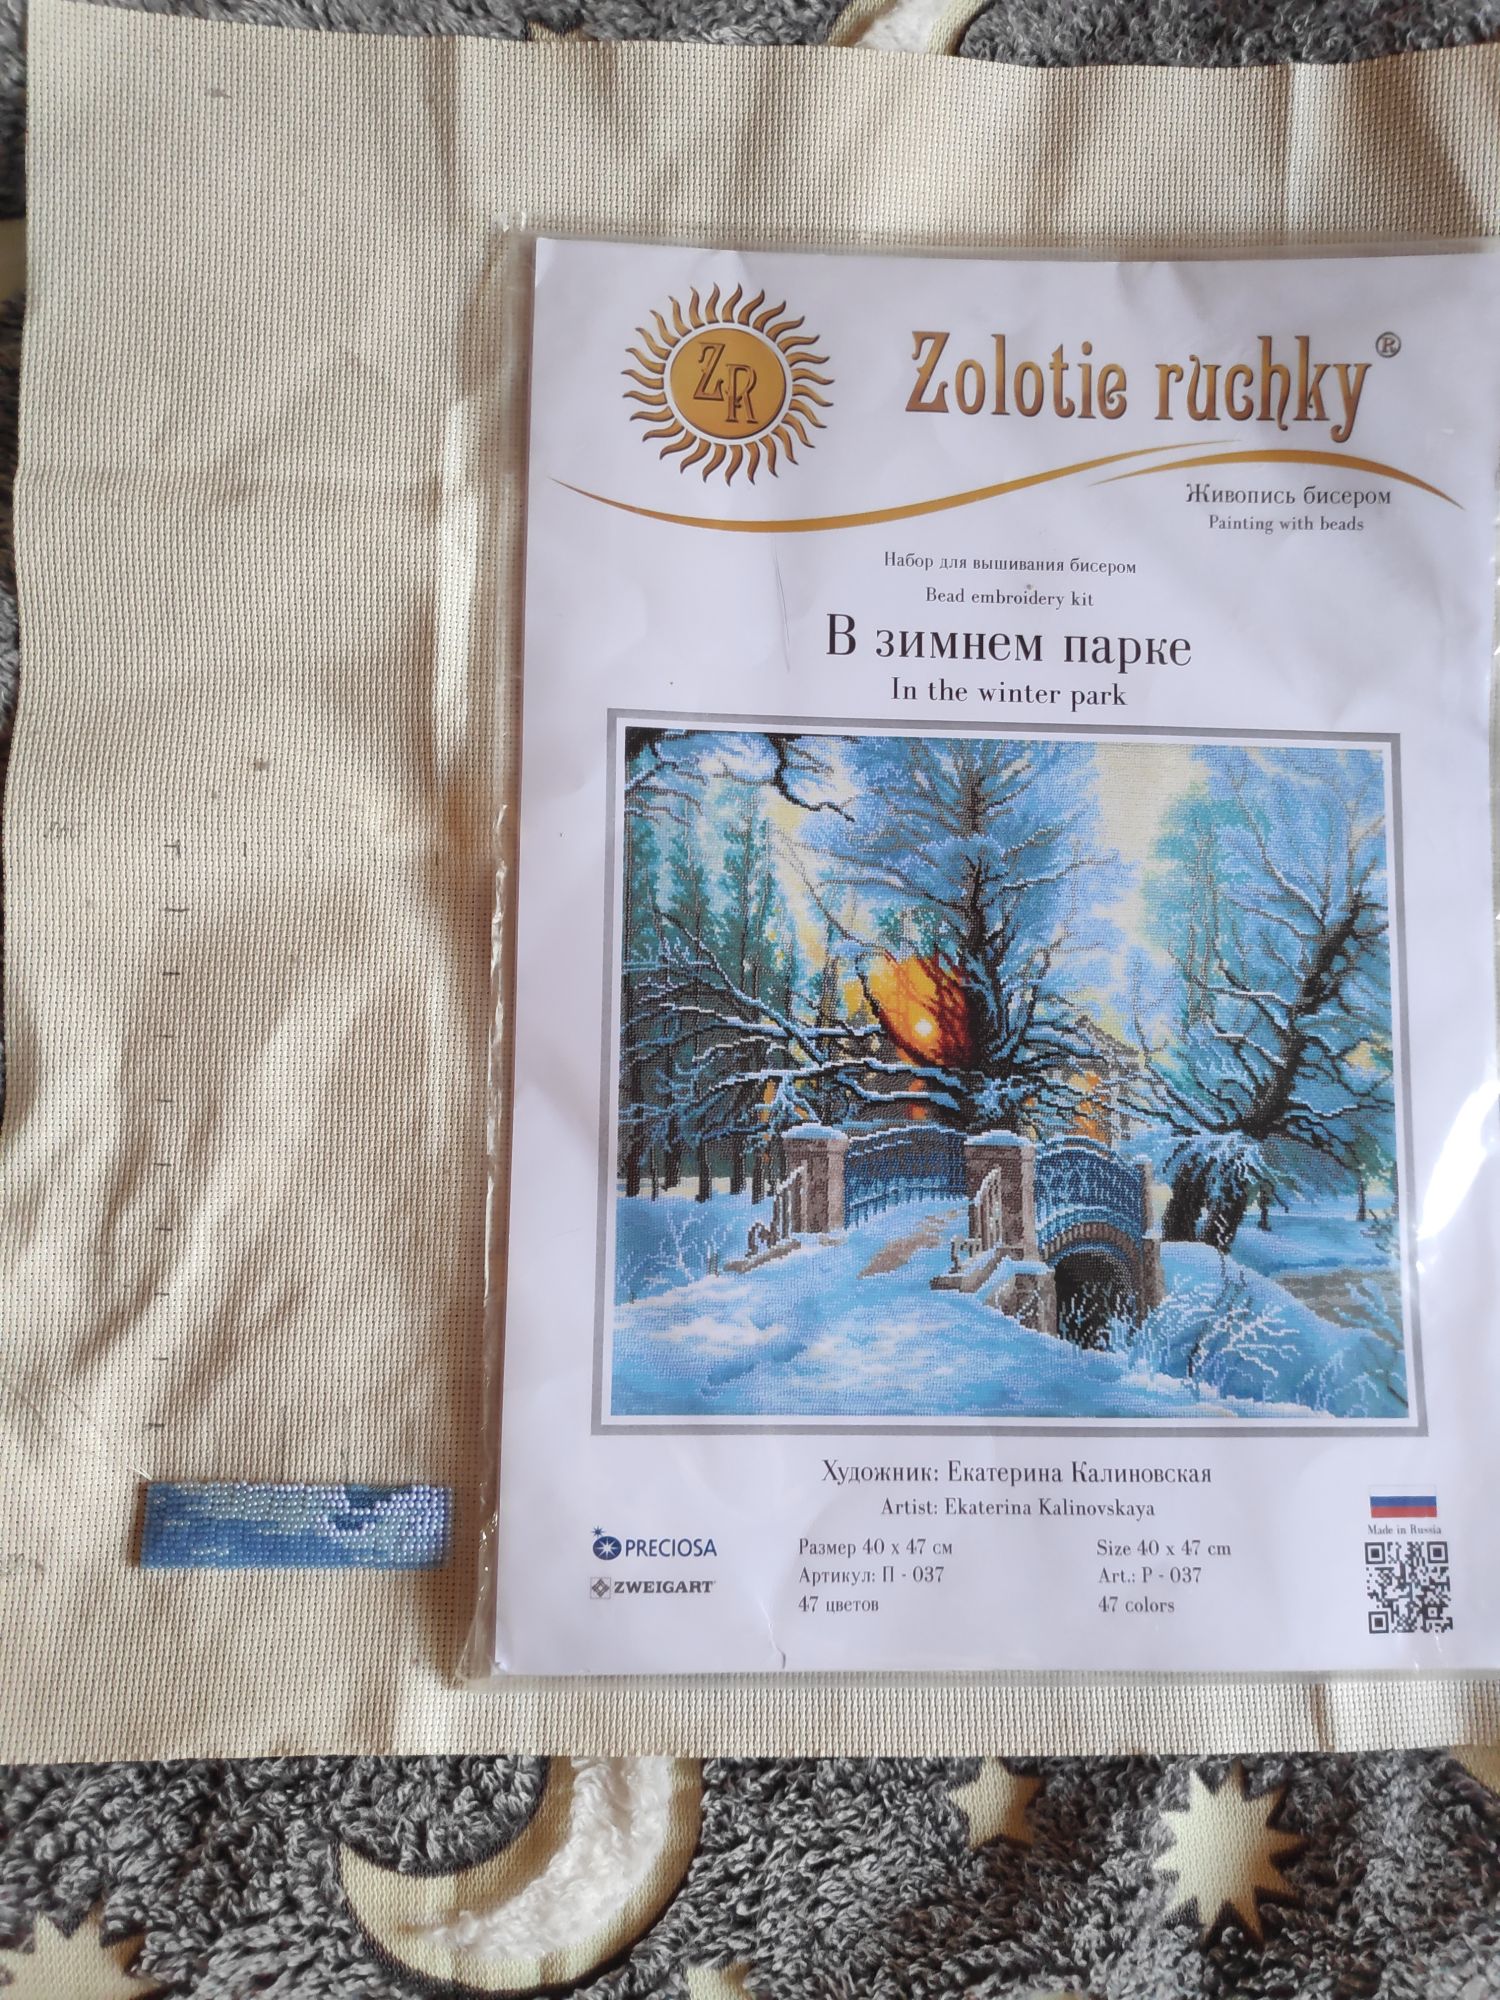 ZR
Zolotie ruchky®
Живопись бисером
Painting with beads
Набор для вышивания бисером
Bead embroidery kit
В зимнем парке
In the winter park
Художник: Екатерина Калиновская
Artist: Ekaterina Kalinovskaya
Made in Russia
PRECIOSA
ZWEIGART
Размер 40 х 47 см
Артикул: П - 037
47 цветов
Size 40 x 47 cm
Art.: P - 037
47 colors